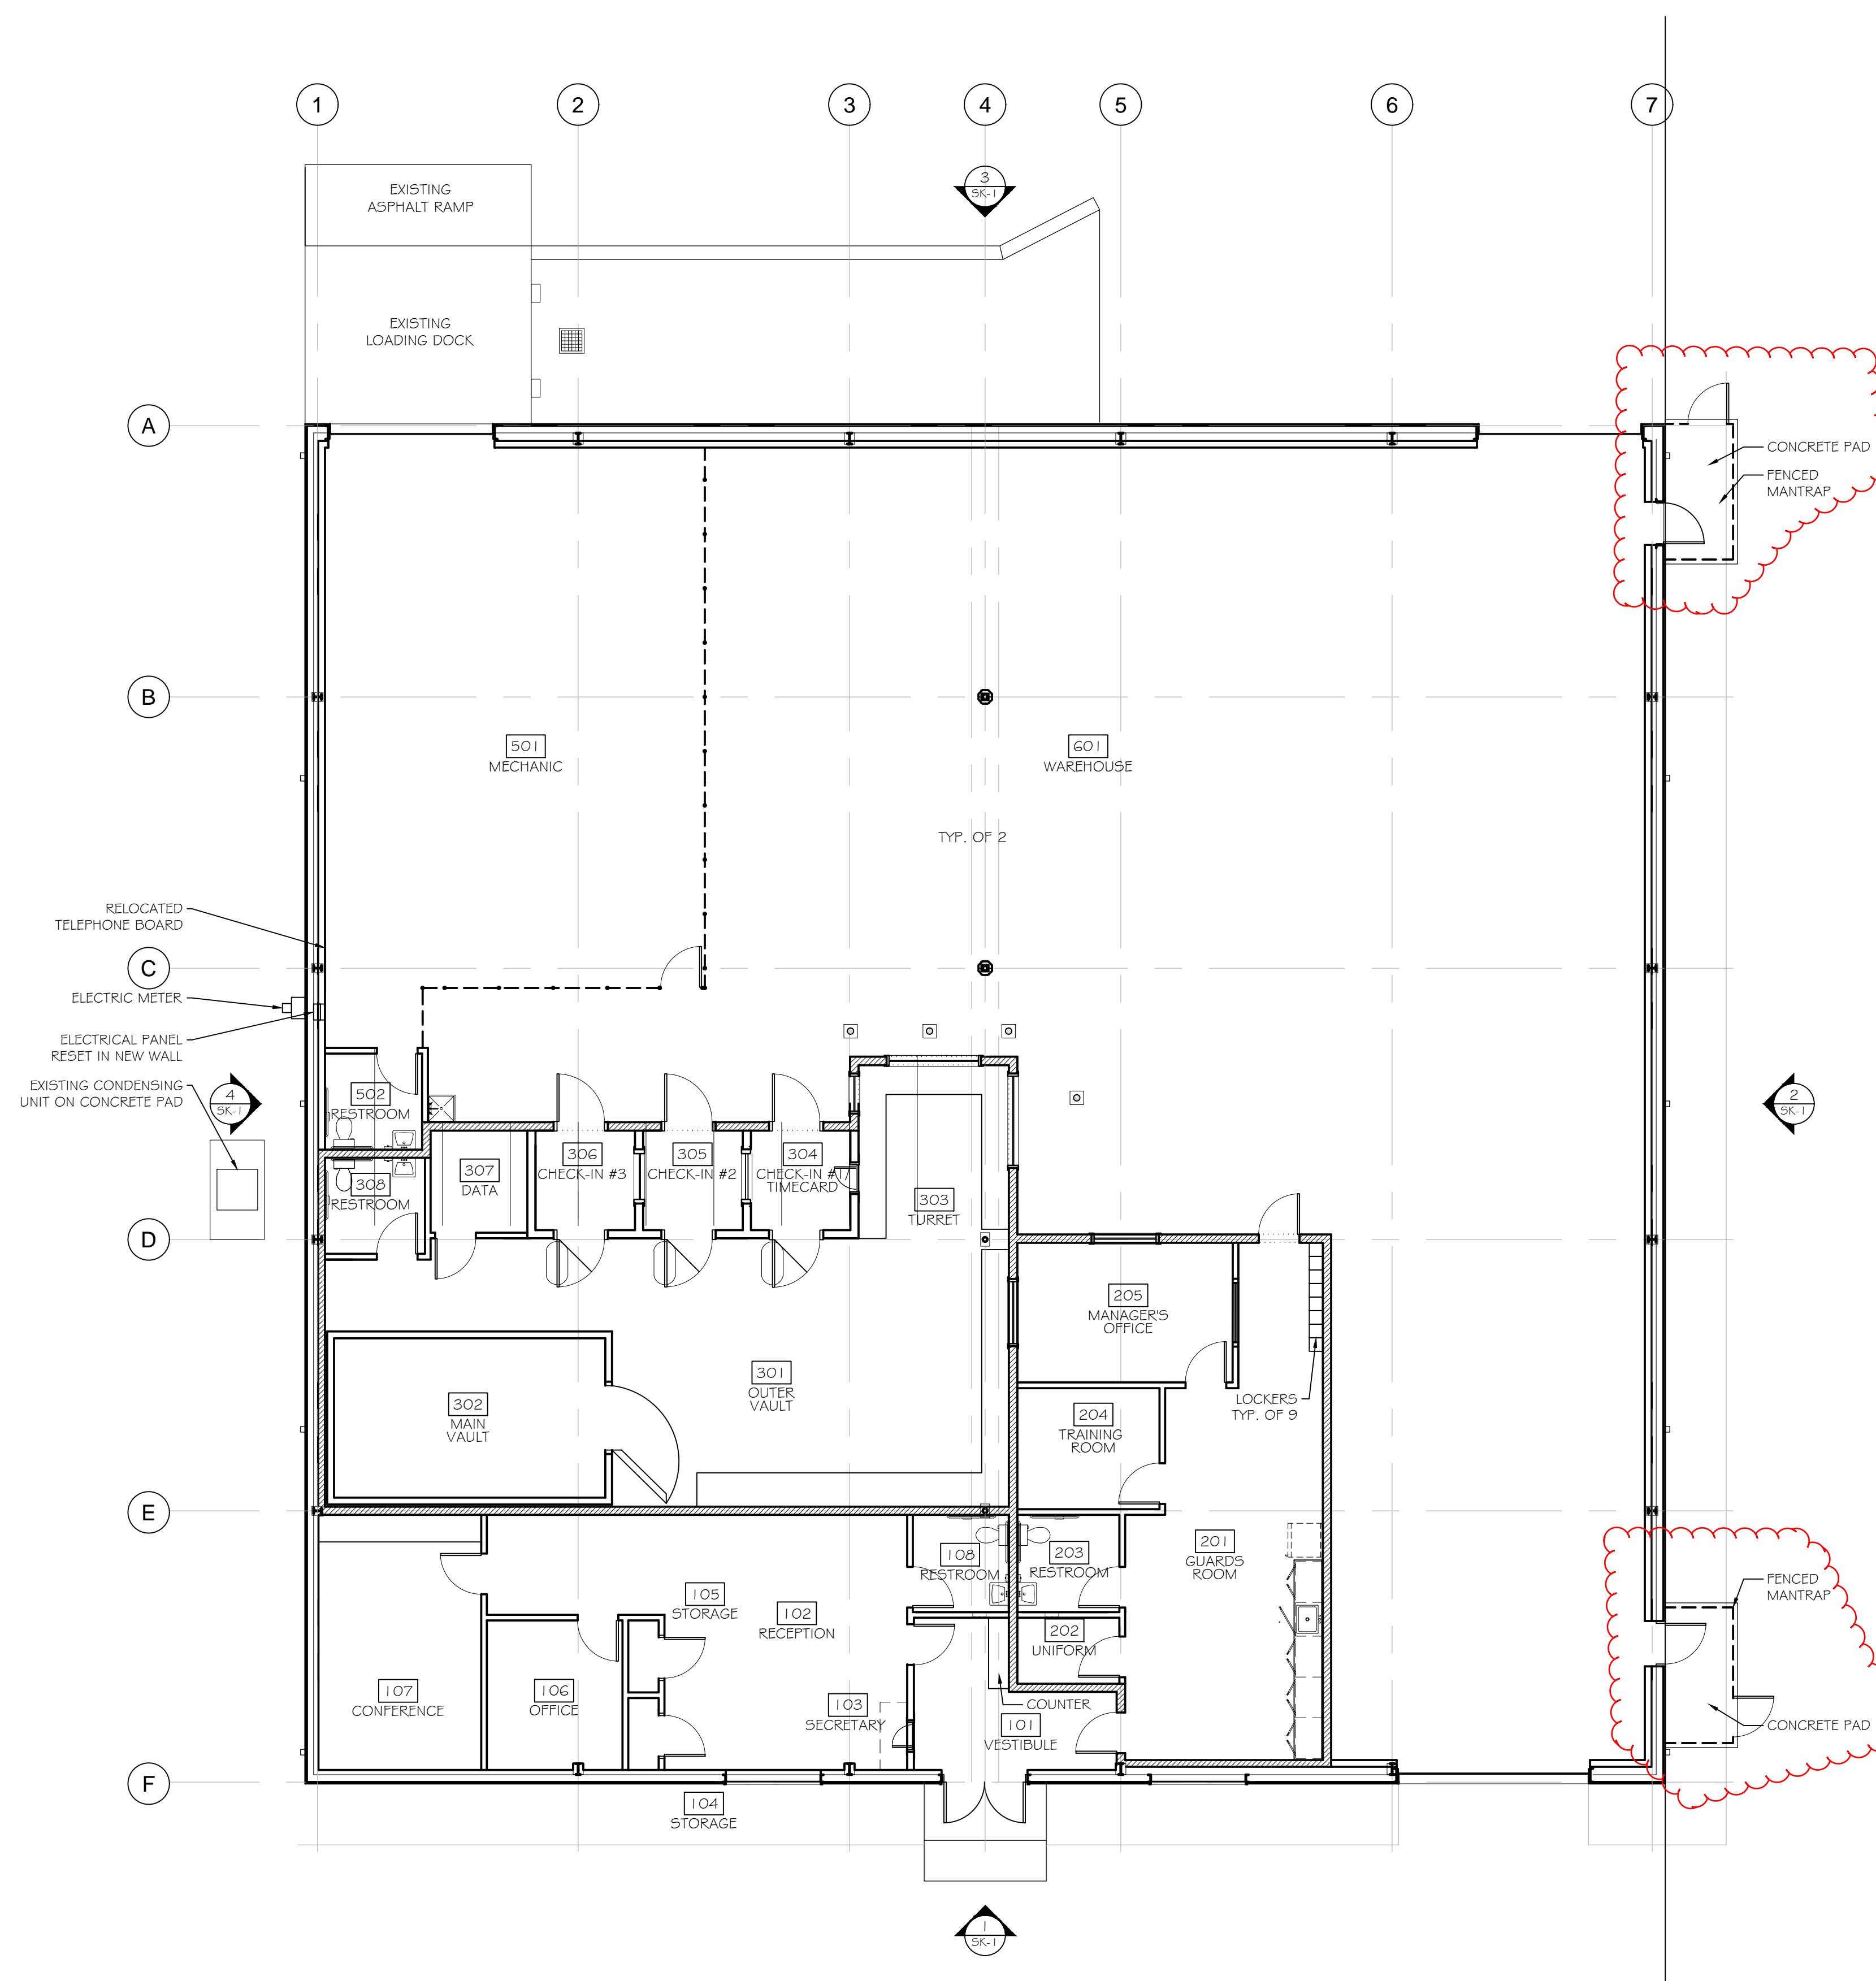 1
2
3
4
5
6
7
3
SK-1
EXISTING
ASPHALT RAMP
EXISTING
LOADING DOCK
A
CONCRETE PAD
FENCED
MANTRAP
B
501
MECHANIC
601
WAREHOUSE
TYP. OF 2
RELOCATED
TELEPHONE BOARD
C
ELECTRIC METER
ELECTRICAL PANEL
RESET IN NEW WALL
EXISTING CONDENSING
UNIT ON CONCRETE PAD
4
SK-1
2
SK-1
502
RESTROOM
308
RESTROOM
307
DATA
306
CHECK-IN #3
305
CHECK-IN #2
304
CHECK-IN #1/
TIMECARD
303
TURRET
D
205
MANAGER'S
OFFICE
302
MAIN
VAULT
301
OUTER
VAULT
204
TRAINING
ROOM
LOCKERS
TYP. OF 9
E
108
RESTROOM
203
RESTROOM
201
GUARDS
ROOM
FENCED
MANTRAP
105
STORAGE
102
RECEPTION
202
UNIFORM
107
CONFERENCE
106
OFFICE
103
SECRETARY
COUNTER
101
VESTIBULE
CONCRETE PAD
F
104
STORAGE
1
SK-1